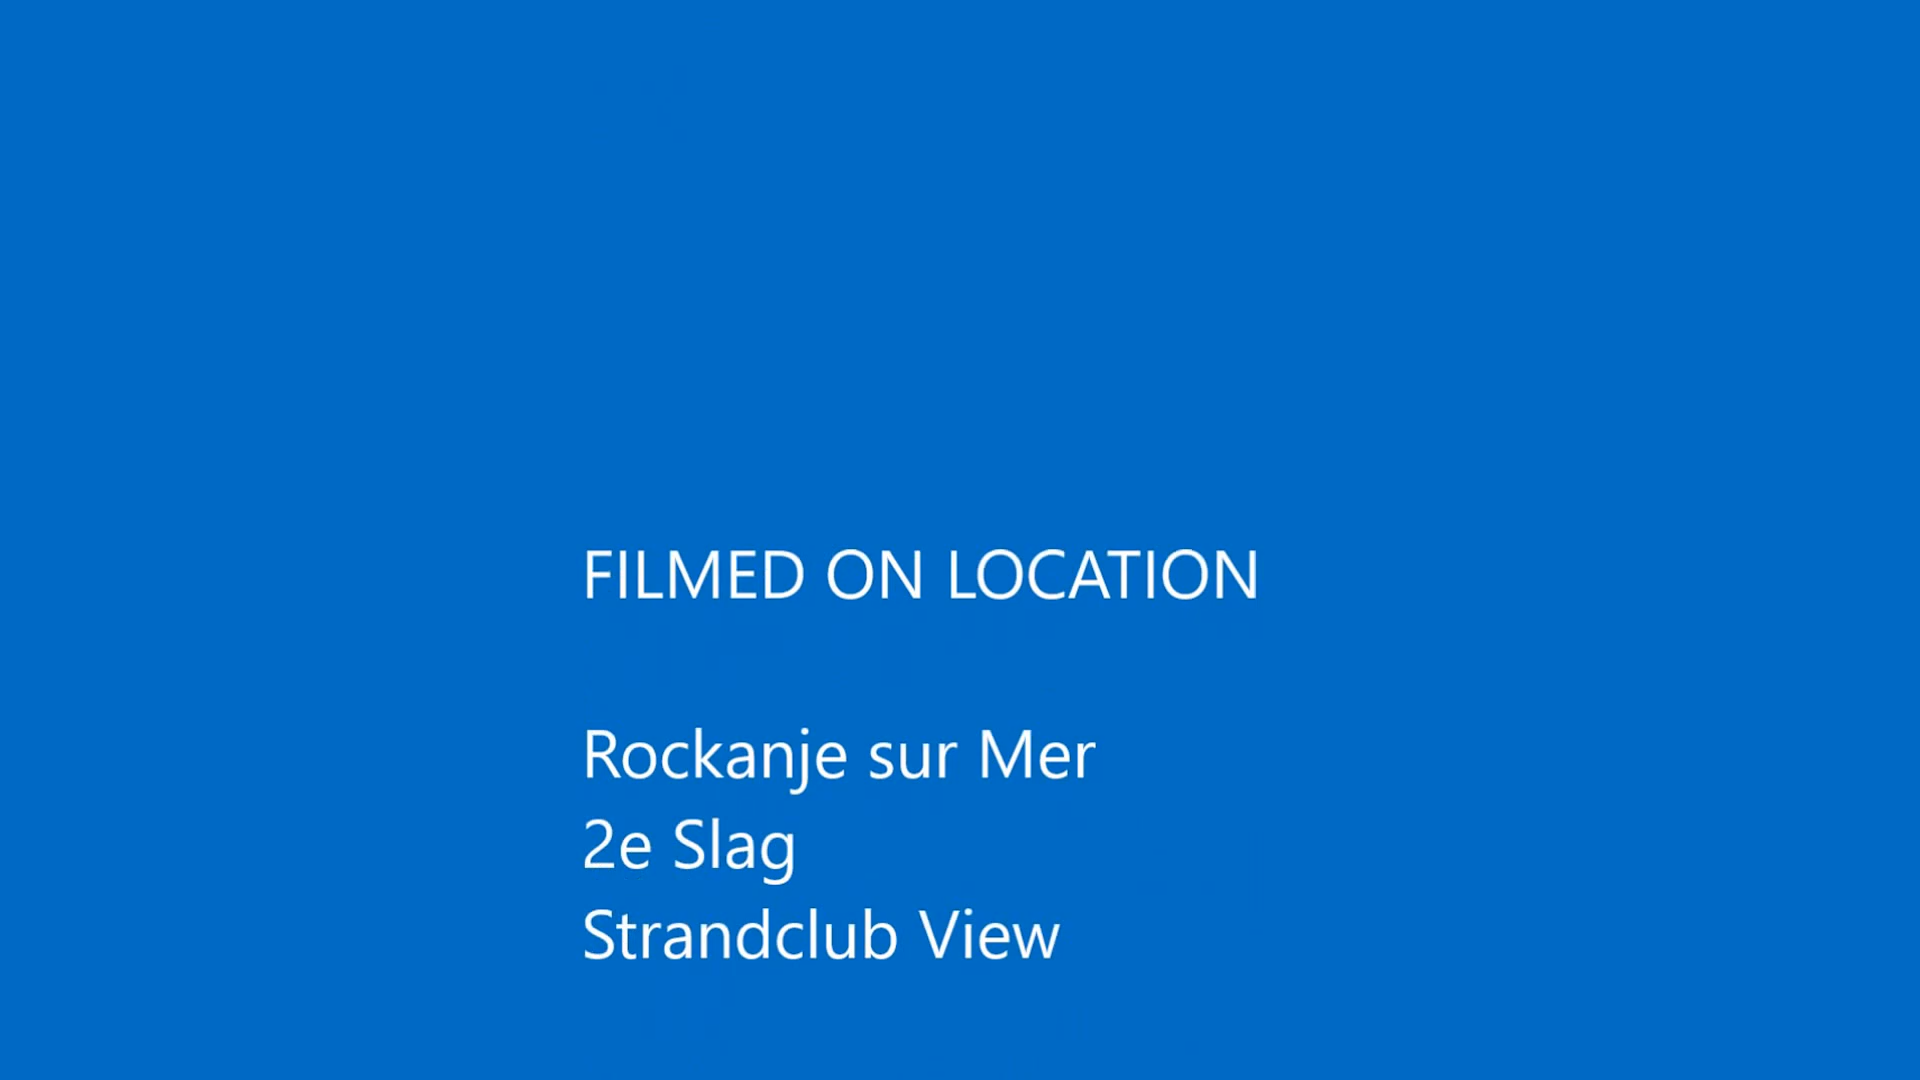 FILMED ON LOCATION
Rockanje sur Mer
2e Slag
Strandclub View